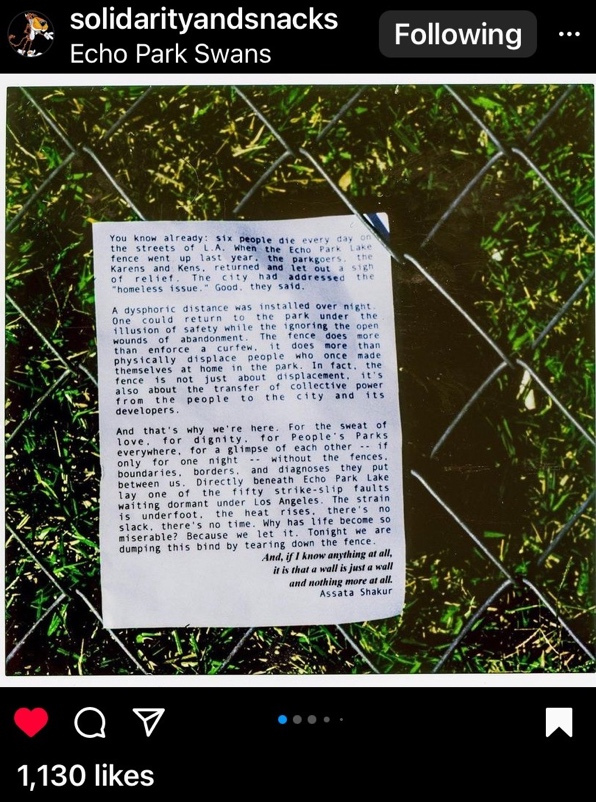 solidarityandsnacks
Echo Park Swans
Following
You know already: six people die every day on
the streets of L.A. When the Echo Park Lake
fence went up last year, the parkgoers, the
Karens and Kens, returned and let out a sigh
of relief. The city had addressed the
"homeless issue." Good, they said.
A dysphoric distance was installed over night.
One could return to the park under the
illusion of safety while the ignoring the open
wounds of abandonment. The fence does more
than enforce a curfew, it does more than
physically displace people who once made
themselves at home in the park. In fact, the
fence is not just about displacement, it's
also about the transfer of collective power
from the people to the city and its
developers.
And that's why we're here. For the sweat of
love, for dignity, for People's Parks
everywhere, for a glimpse of each other -- if
only for one night -- without the fences,
boundaries, borders, and diagnoses they put
between us. Directly beneath Echo Park Lake
lay one of the fifty strike-slip faults
waiting dormant under Los Angeles. The strain
is underfoot, the heat rises, there's no
slack, there's no time. Why has life become so
miserable? Because we let it. Tonight we are
dumping this bind by tearing down the fence.
And, if I know anything at all,
it is that a wall is just a wall
and nothing more at all.
Assata Shakur
1,130 likes